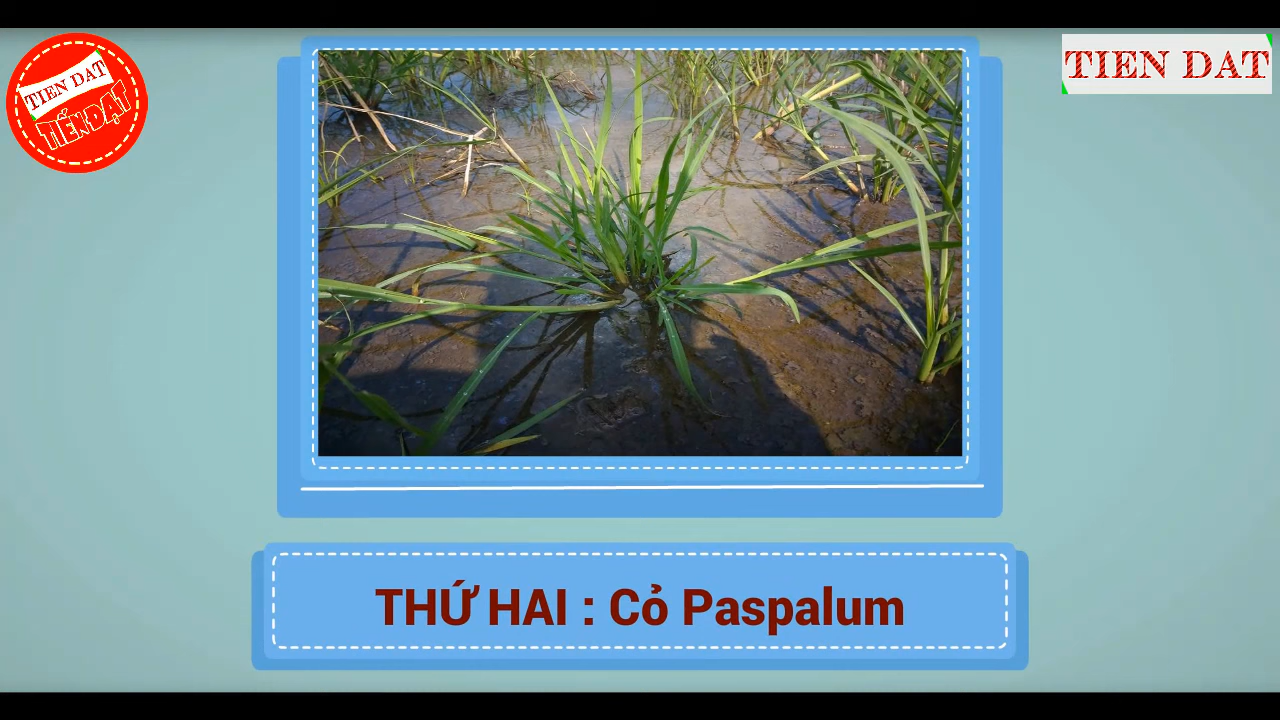 TIEN DAT
TIẾN ĐẠT
TIEN DAT
THỨ HAI : Cỏ Paspalum